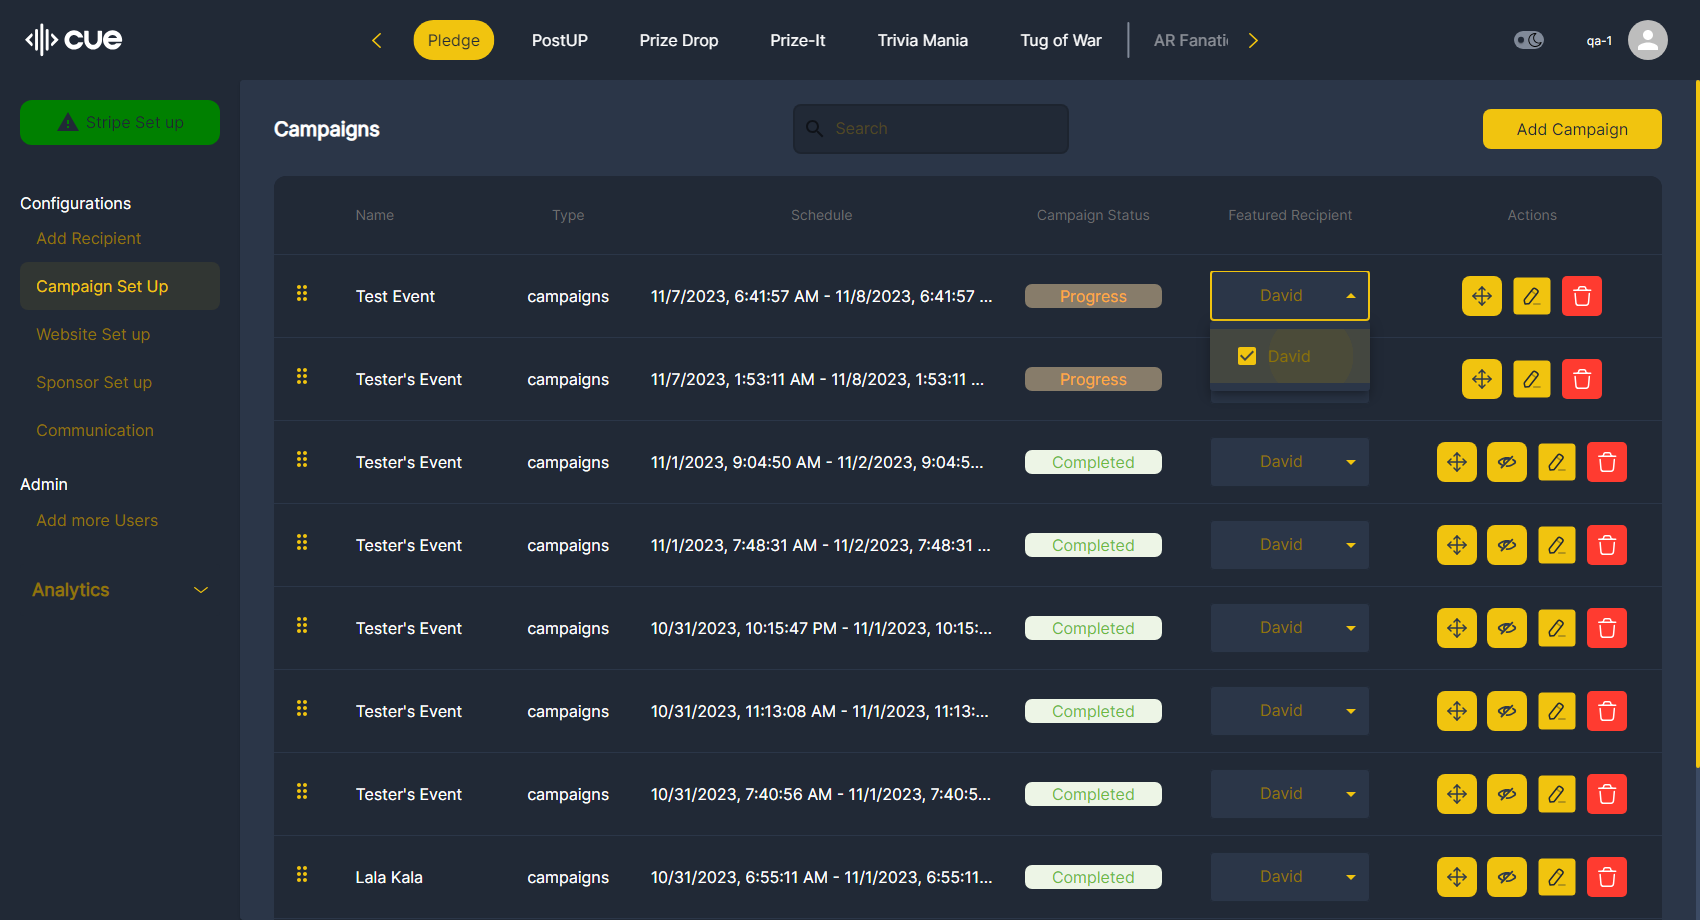 cue
Pledge
PostUP
Prize Drop
Prize-It
Trivia Mania
Tug of War
AR Fanati
qa-1
Stripe Set up
Configurations
Add Recipient
Campaign Set Up
Website Set up
Sponsor Set up
Communication
Admin
Add more Users
Analytics
Campaigns
Search
Add Campaign
Name Type Schedule Campaign Status Featured Recipient Actions
Test Event campaigns 11/7/2023, 6:41:57 AM - 11/8/2023, 6:41:57 ... Progress David
David
Tester's Event campaigns 11/7/2023, 1:53:11 AM - 11/8/2023, 1:53:11 ... Progress
Tester's Event campaigns 11/1/2023, 9:04:50 AM - 11/2/2023, 9:04:5... Completed David
Tester's Event campaigns 11/1/2023, 7:48:31 AM - 11/2/2023, 7:48:31 ... Completed David
Tester's Event campaigns 10/31/2023, 10:15:47 PM - 11/1/2023, 10:15:... Completed David
Tester's Event campaigns 10/31/2023, 11:13:08 AM - 11/1/2023, 11:13:... Completed David
Tester's Event campaigns 10/31/2023, 7:40:56 AM - 11/1/2023, 7:40:5... Completed David
Lala Kala campaigns 10/31/2023, 6:55:11 AM - 11/1/2023, 6:55:11... Completed David